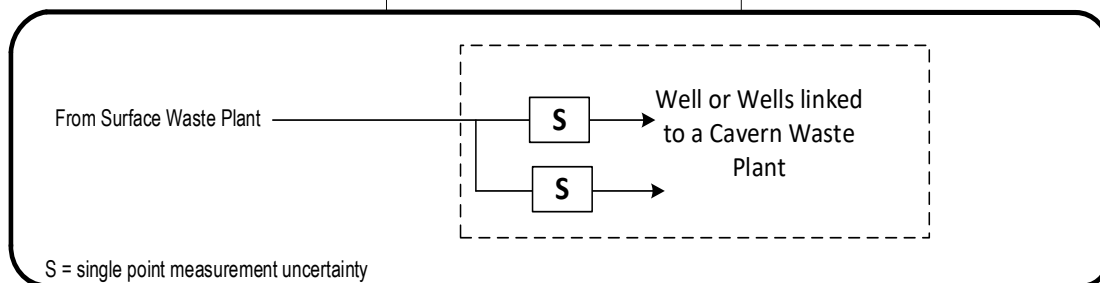 From Surface Waste Plant
S
Well or Wells linked
to a Cavern Waste
Plant
S
S = single point measurement uncertainty